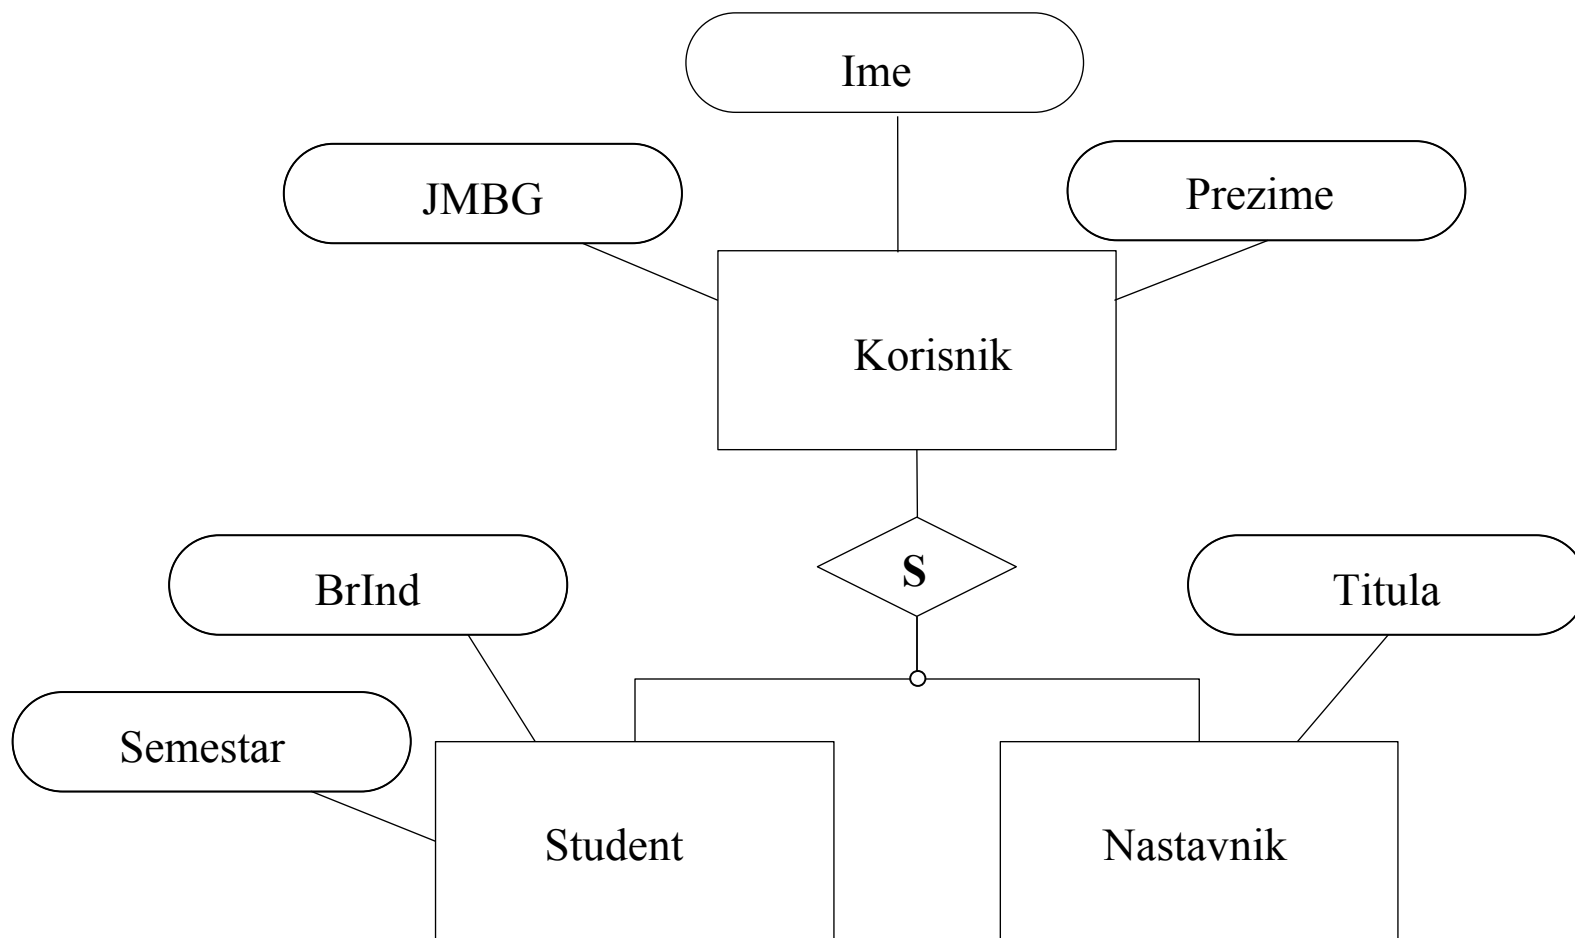 Ime
JMBG
Prezime
Korisnik
S
BrInd
Titula
Semestar
Student
Nastavnik